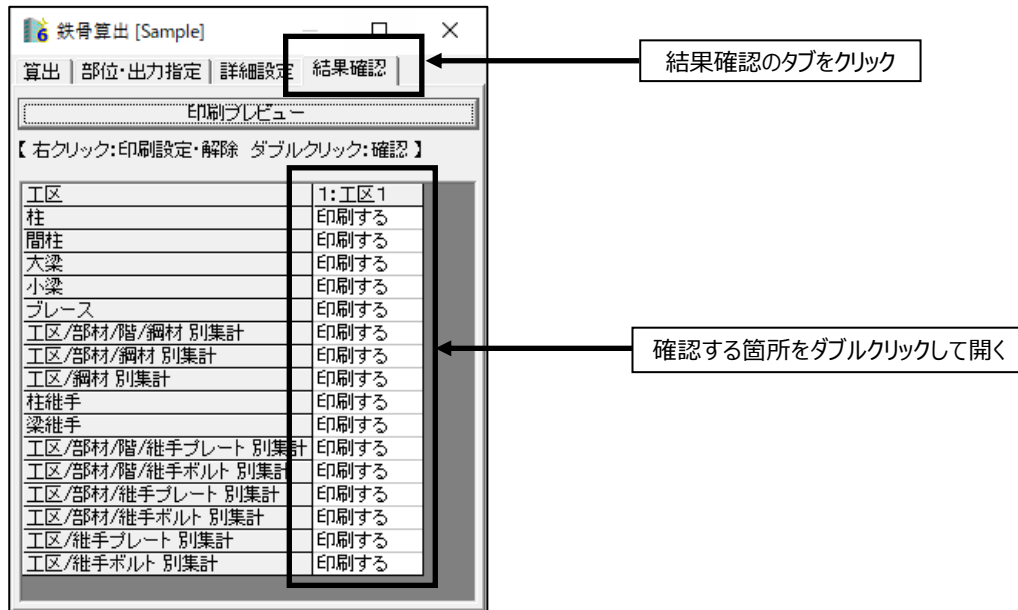 鉄骨算出 [Sample]
算出 部位・出力指定 詳細設定 結果確認
結果確認のタブをクリック
印刷プレビュー
【 右クリック:印刷設定・解除 ダブルクリック:確認 】
工区 1:工区1
柱 印刷する
間柱 印刷する
大梁 印刷する
小梁 印刷する
ブレース 印刷する
工区/部材/階/鋼材 別集計 印刷する
工区/部材/鋼材 別集計 印刷する
確認する箇所をダブルクリックして開く
工区/鋼材 別集計 印刷する
柱継手 印刷する
梁継手 印刷する
工区/部材/階/継手プレート 別集計 印刷する
工区/部材/階/継手ボルト 別集計 印刷する
工区/部材/継手プレート 別集計 印刷する
工区/部材/継手ボルト 別集計 印刷する
工区/継手プレート 別集計 印刷する
工区/継手ボルト 別集計 印刷する